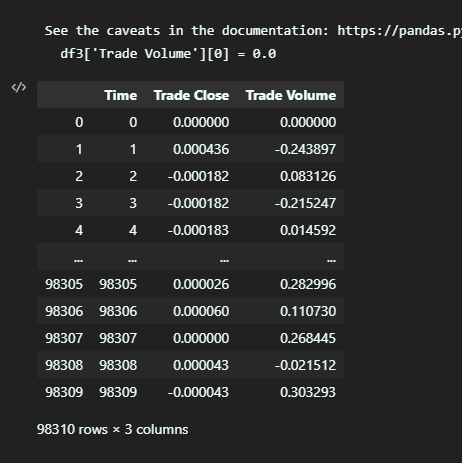 See the caveats in the documentation: https://pandas.p
df3['Trade Volume'][0] = 0.0
</> Time Trade Close Trade Volume
0 0 0.000000 0.000000
1 1 0.000436 -0.243897
2 2 -0.000182 0.083126
3 3 -0.000182 -0.215247
4 4 -0.000183 0.014592
... ... ... ...
98305 98305 0.000026 0.282996
98306 98306 0.000060 0.110730
98307 98307 0.000000 0.268445
98308 98308 0.000043 -0.021512
98309 98309 -0.000043 0.303293
98310 rows × 3 columns